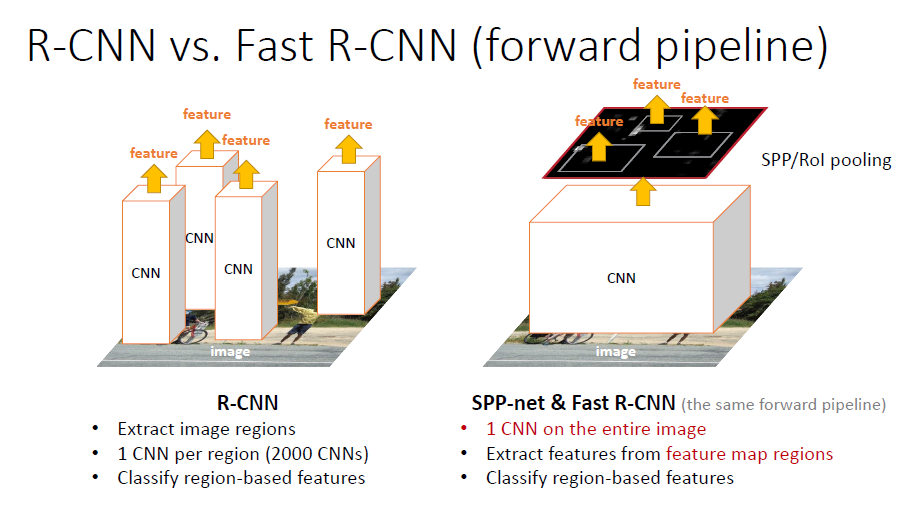 R-CNN vs. Fast R-CNN (forward pipeline)
feature
feature
feature
feature
CNN
CNN
CNN
CNN
image
feature
feature
feature
SPP/RoI pooling
CNN
image
R-CNN
• Extract image regions
• 1 CNN per region (2000 CNNs)
• Classify region-based features
SPP-net & Fast R-CNN (the same forward pipeline)
• 1 CNN on the entire image
• Extract features from feature map regions
• Classify region-based features